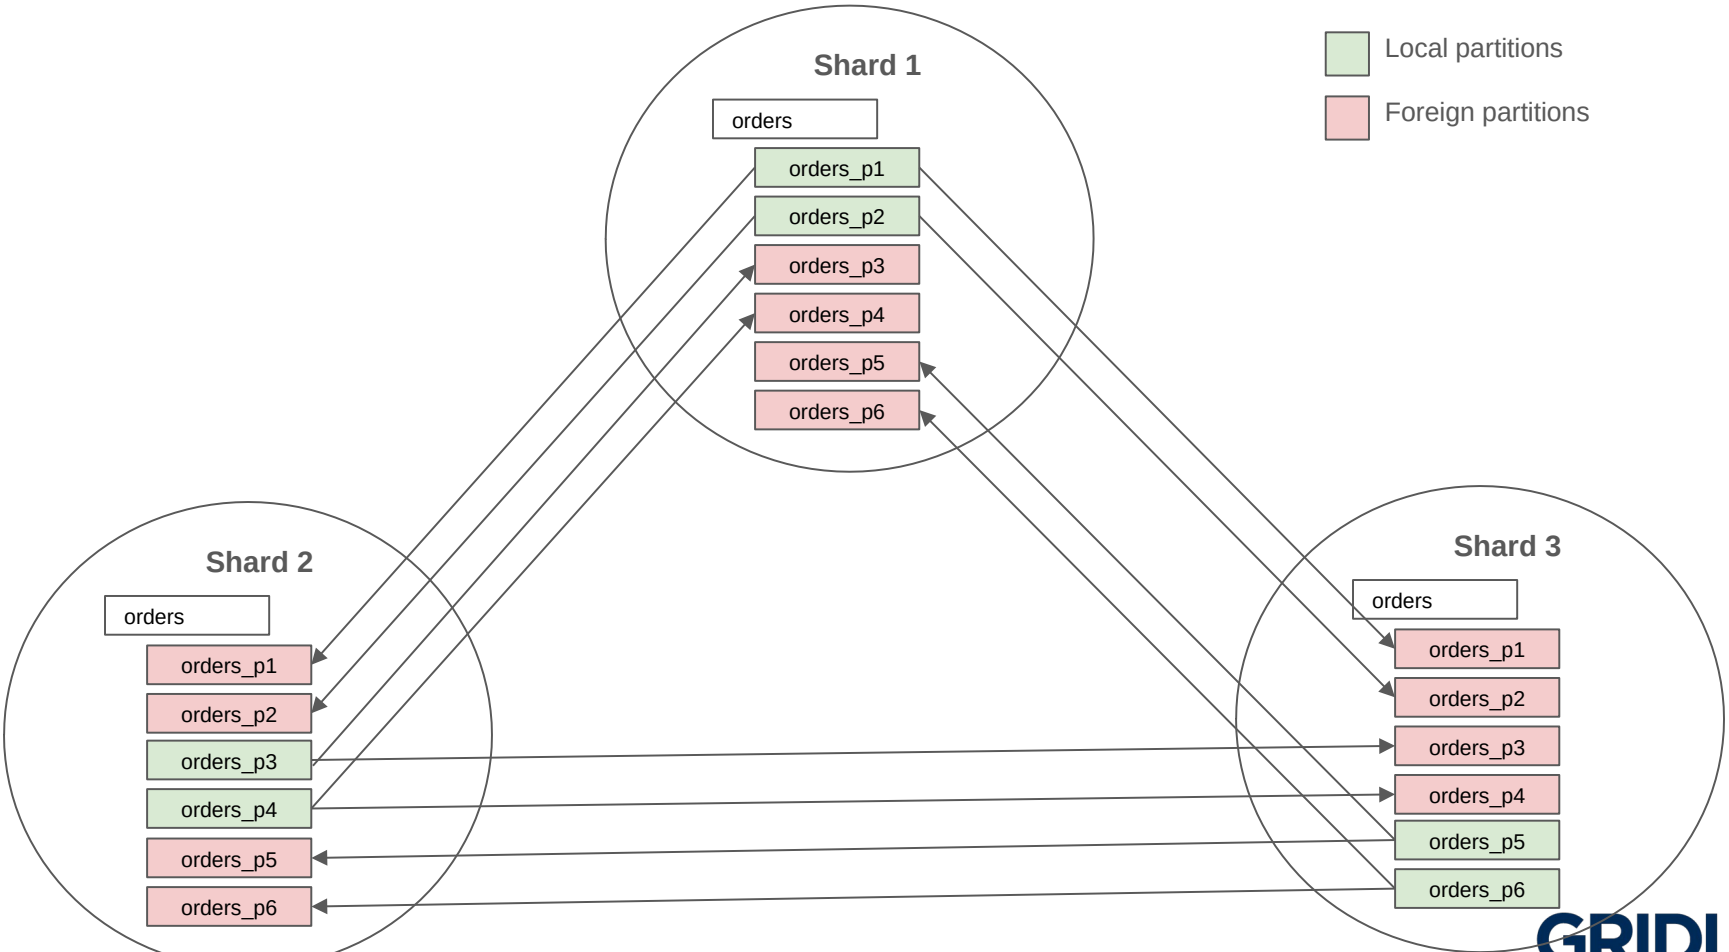 Shard 1
orders
orders_p1
orders_p2
orders_p3
orders_p4
orders_p5
orders_p6
Local partitions
Foreign partitions
Shard 2
orders
orders_p1
orders_p2
orders_p3
orders_p4
orders_p5
orders_p6
Shard 3
orders
orders_p1
orders_p2
orders_p3
orders_p4
orders_p5
orders_p6